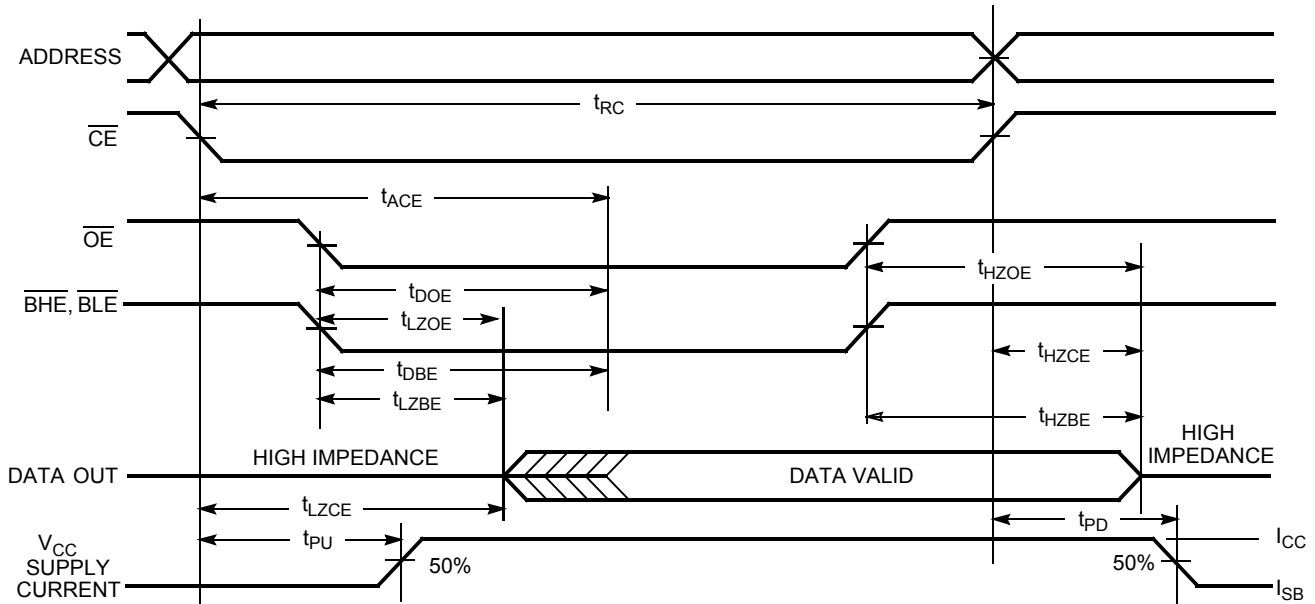 ADDRESS
tRC
CE
tACE
OE
tHZOE
tDOE
BHE, BLE
tLZOE
tHZCE
tDBE
tLZBE
tHZBE
HIGH IMPEDANCE
HIGH
IMPEDANCE
DATA OUT
DATA VALID
tLZCE
tPD
tPU
VCC
SUPPLY
CURRENT
50%
50%
ICC
ISB